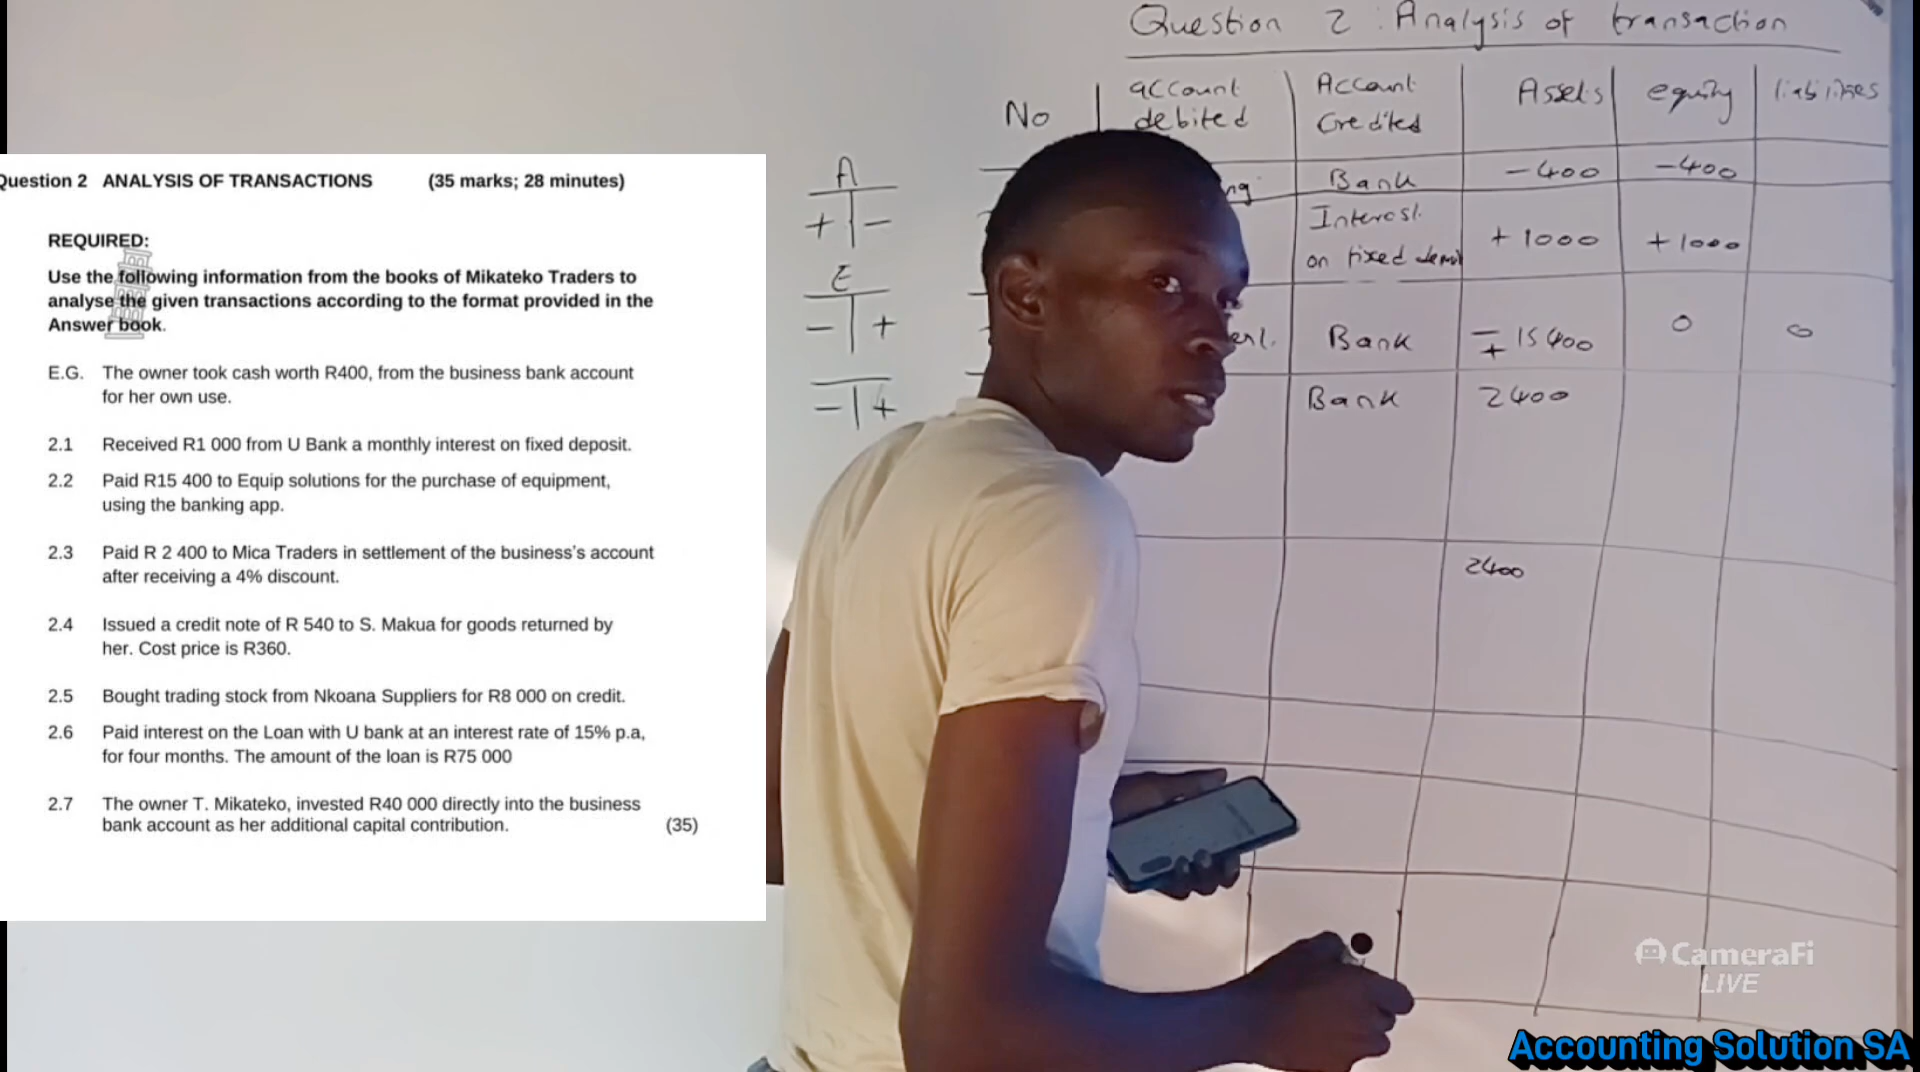 Question 2 ANALYSIS OF TRANSACTIONS (35 marks; 28 minutes)
REQUIRED:
Use the following information from the books of Mikateko Traders to
analyse the given transactions according to the format provided in the
Answer book.
E.G. The owner took cash worth R400, from the business bank account
for her own use.
2.1 Received R1 000 from U Bank a monthly interest on fixed deposit.
2.2 Paid R15 400 to Equip solutions for the purchase of equipment,
using the banking app.
2.3 Paid R 2 400 to Mica Traders in settlement of the business's account
after receiving a 4% discount.
2.4 Issued a credit note of R 540 to S. Makua for goods returned by
her. Cost price is R360.
2.5 Bought trading stock from Nkoana Suppliers for R8 000 on credit.
2.6 Paid interest on the Loan with U bank at an interest rate of 15% p.a,
for four months. The amount of the loan is R75 000
2.7 The owner T. Mikateko, invested R40 000 directly into the business
bank account as her additional capital contribution. (35)
Question 2 : Analysis of transaction
No account debited Account Credited Assets equity liabilities
A
+ -
E
- +
- +
ng Bank -400 -400
Interest
on fixed +1000 +1000
Bank -+ 15400 0 0
Bank 2400
2400
CameraFi
LIVE
Accounting Solution SA